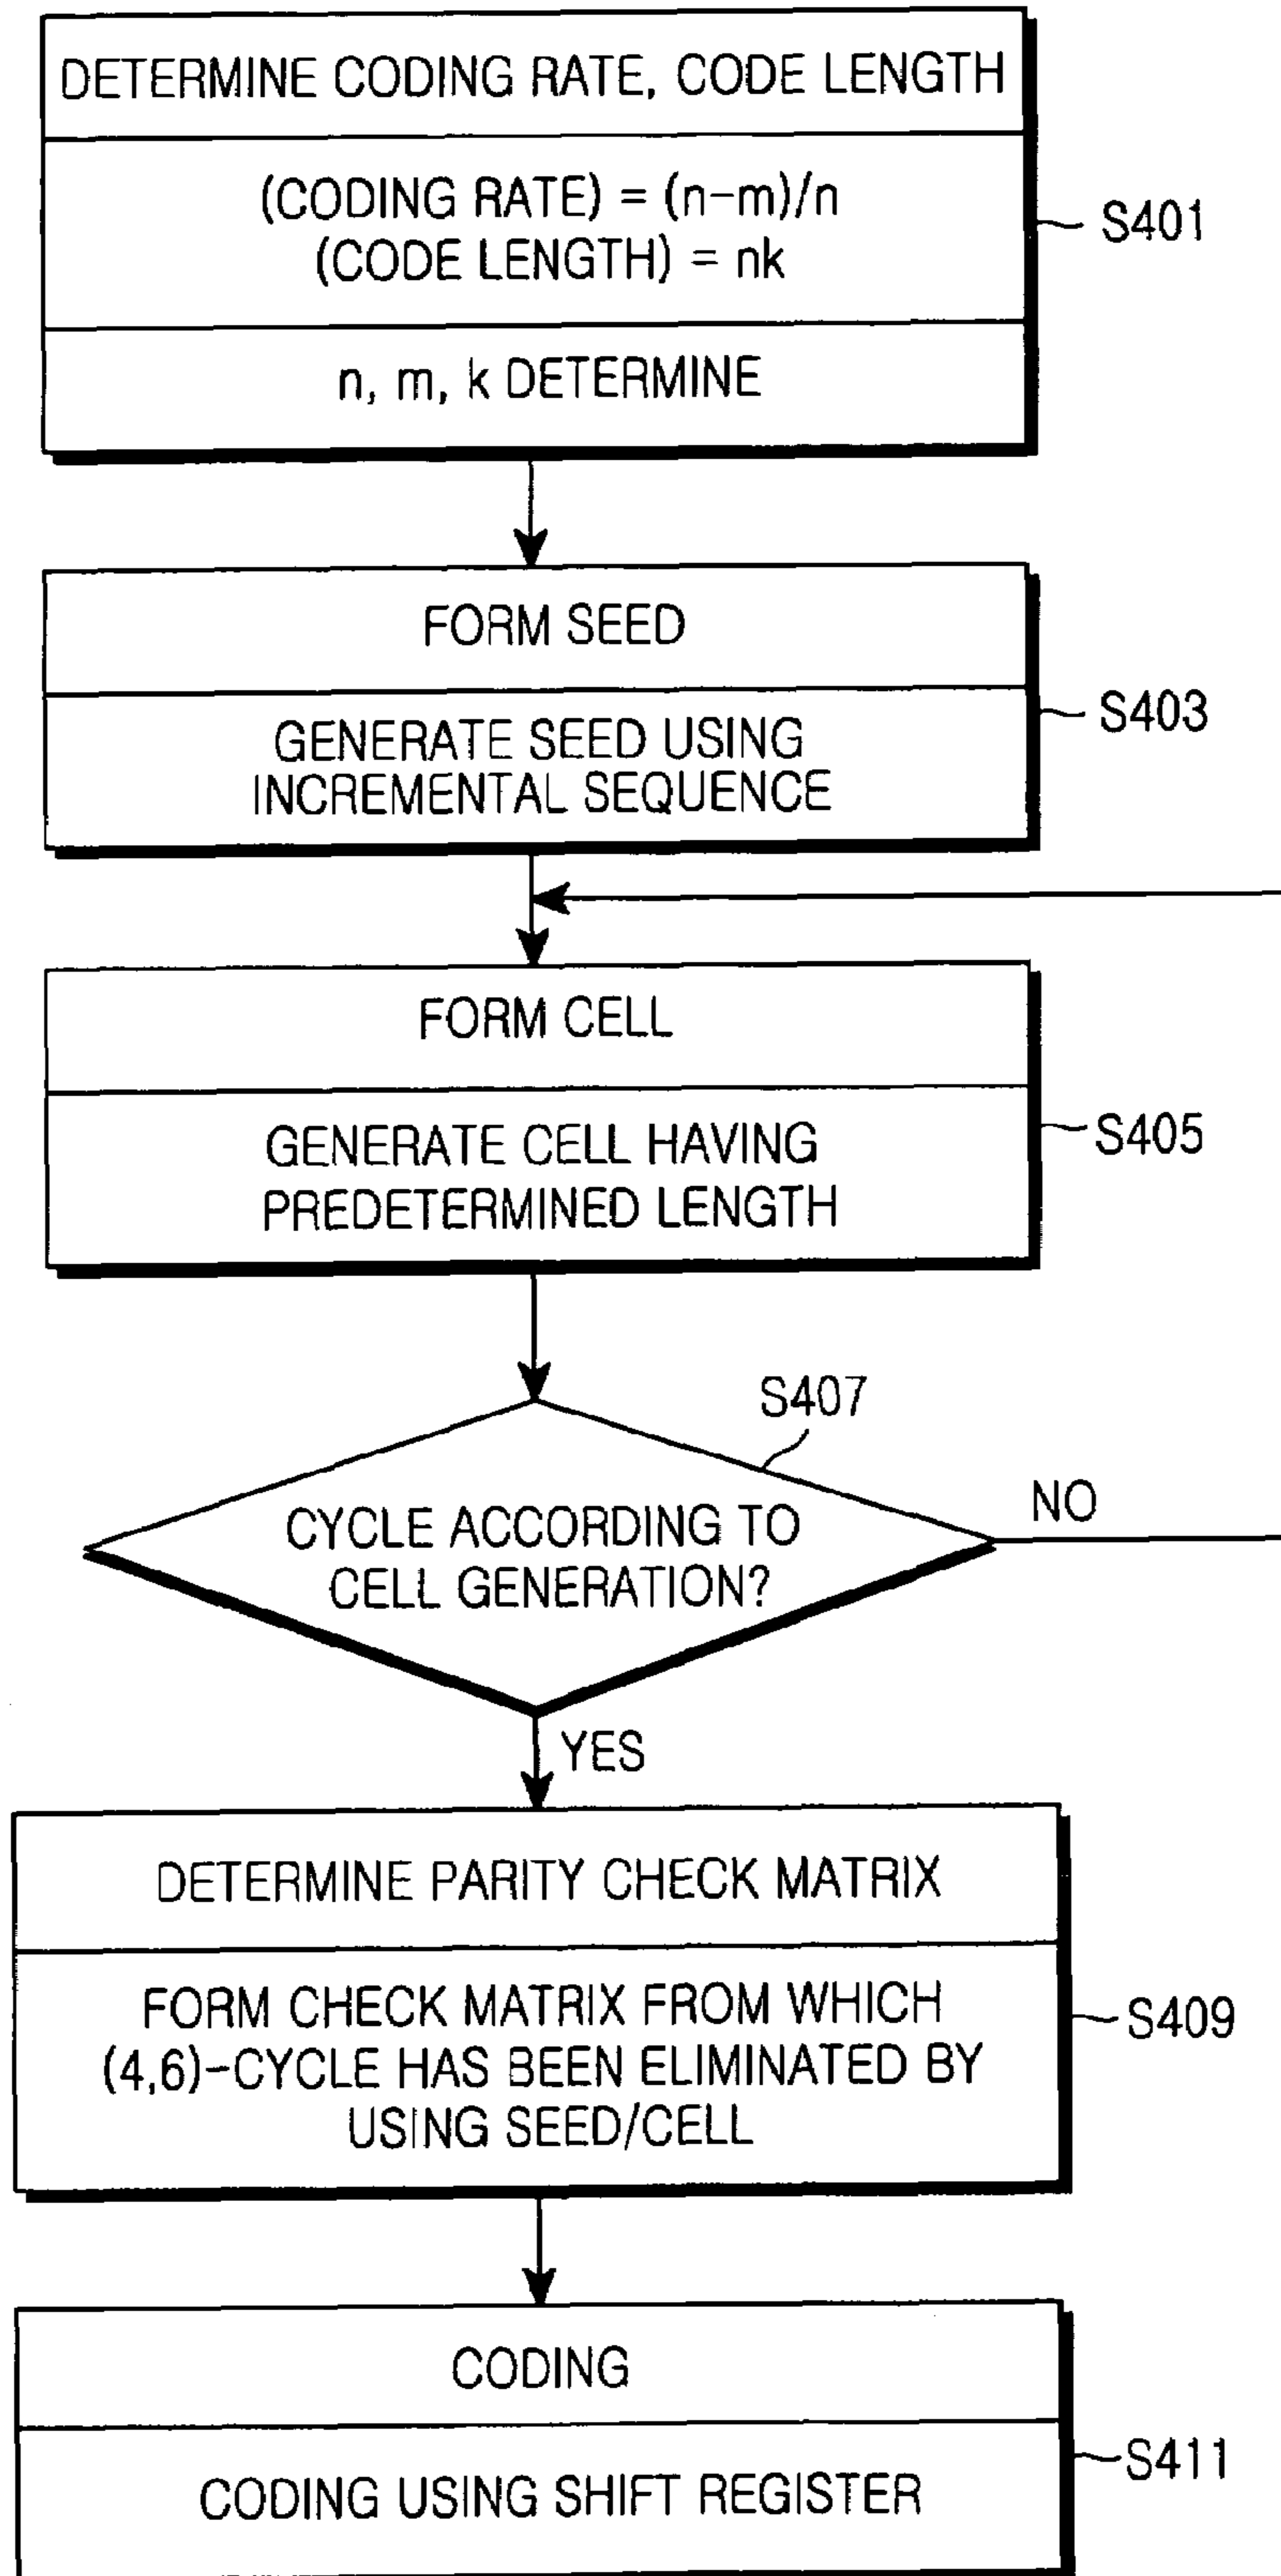 DETERMINE CODING RATE, CODE LENGTH
(CODING RATE) = (n-m)/n
(CODE LENGTH) = nk
n, m, k DETERMINE
S401
FORM SEED
GENERATE SEED USING
INCREMENTAL SEQUENCE
S403
FORM CELL
GENERATE CELL HAVING
PREDETERMINED LENGTH
S405
S407
CYCLE ACCORDING TO
CELL GENERATION?
NO
YES
DETERMINE PARITY CHECK MATRIX
FORM CHECK MATRIX FROM WHICH
(4,6)-CYCLE HAS BEEN ELIMINATED BY
USING SEED/CELL
S409
CODING
CODING USING SHIFT REGISTER
S411